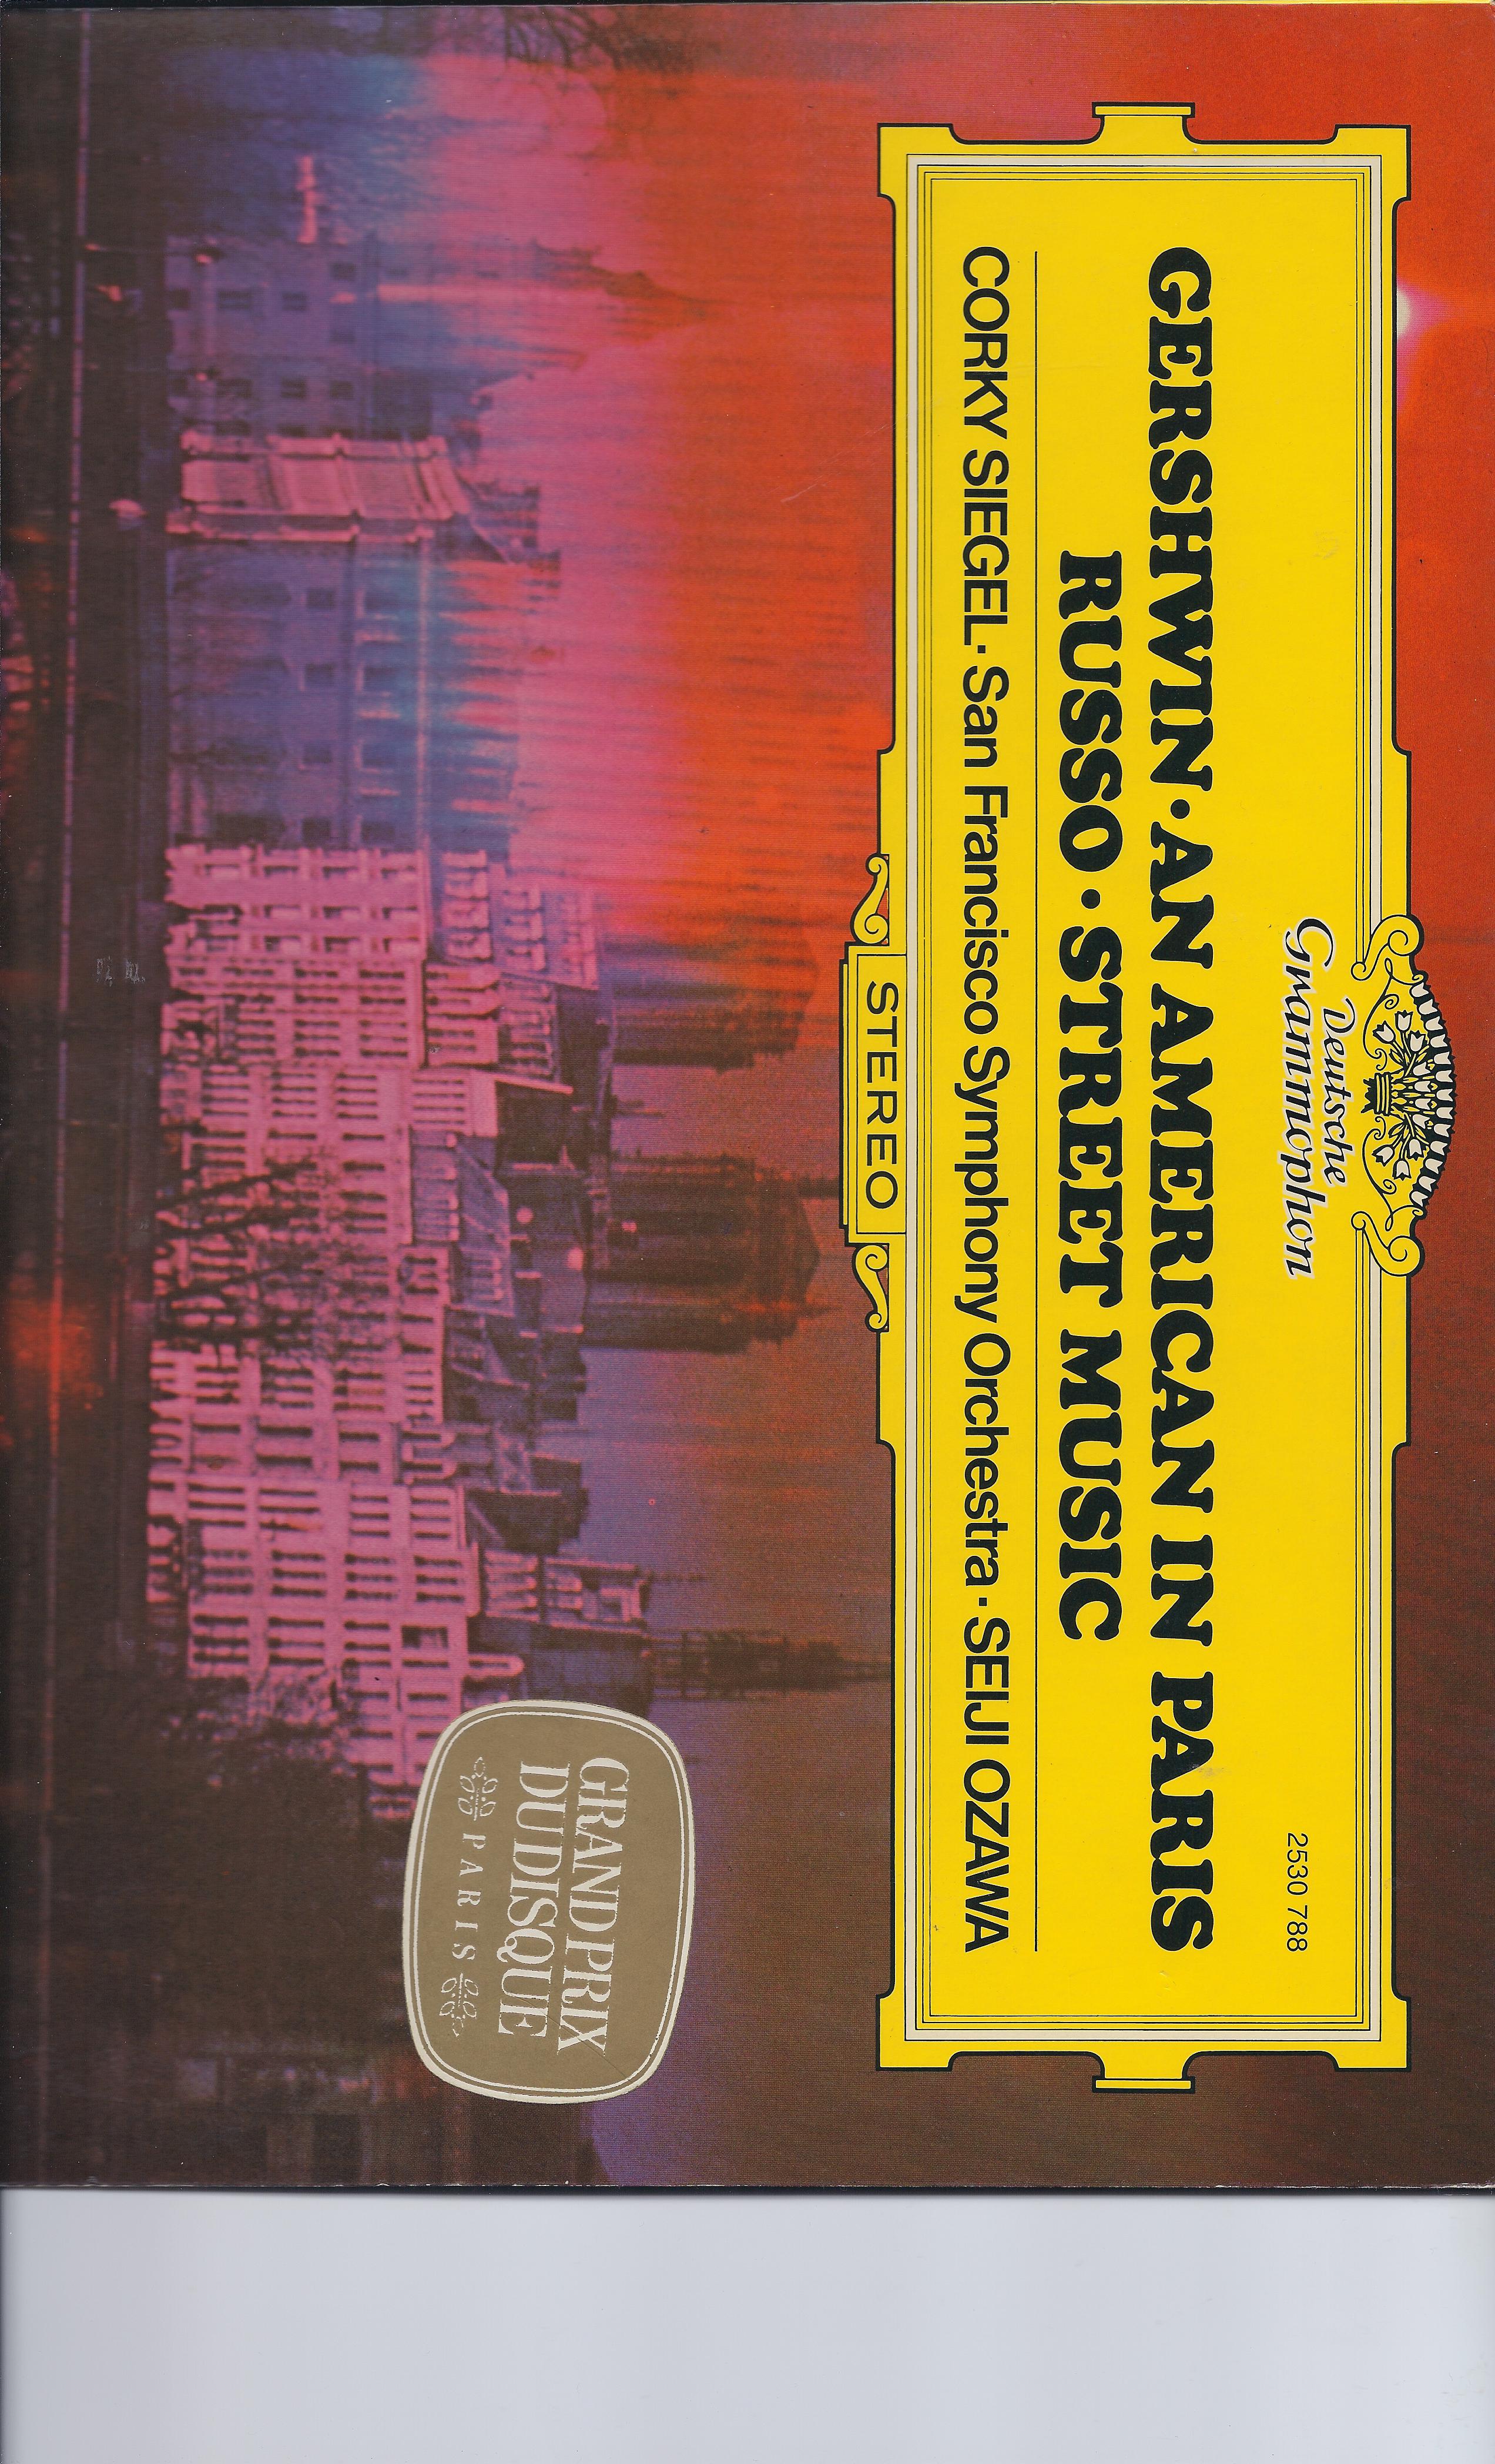 Deutsche
Grammophon
2530 788
GERSHWIN · AN AMERICAN IN PARIS
RUSSO · STREET MUSIC
CORKY SIEGEL · San Francisco Symphony Orchestra · SEIJI OZAWA
STEREO
GRAND PRIX
DU DISQUE
PARIS